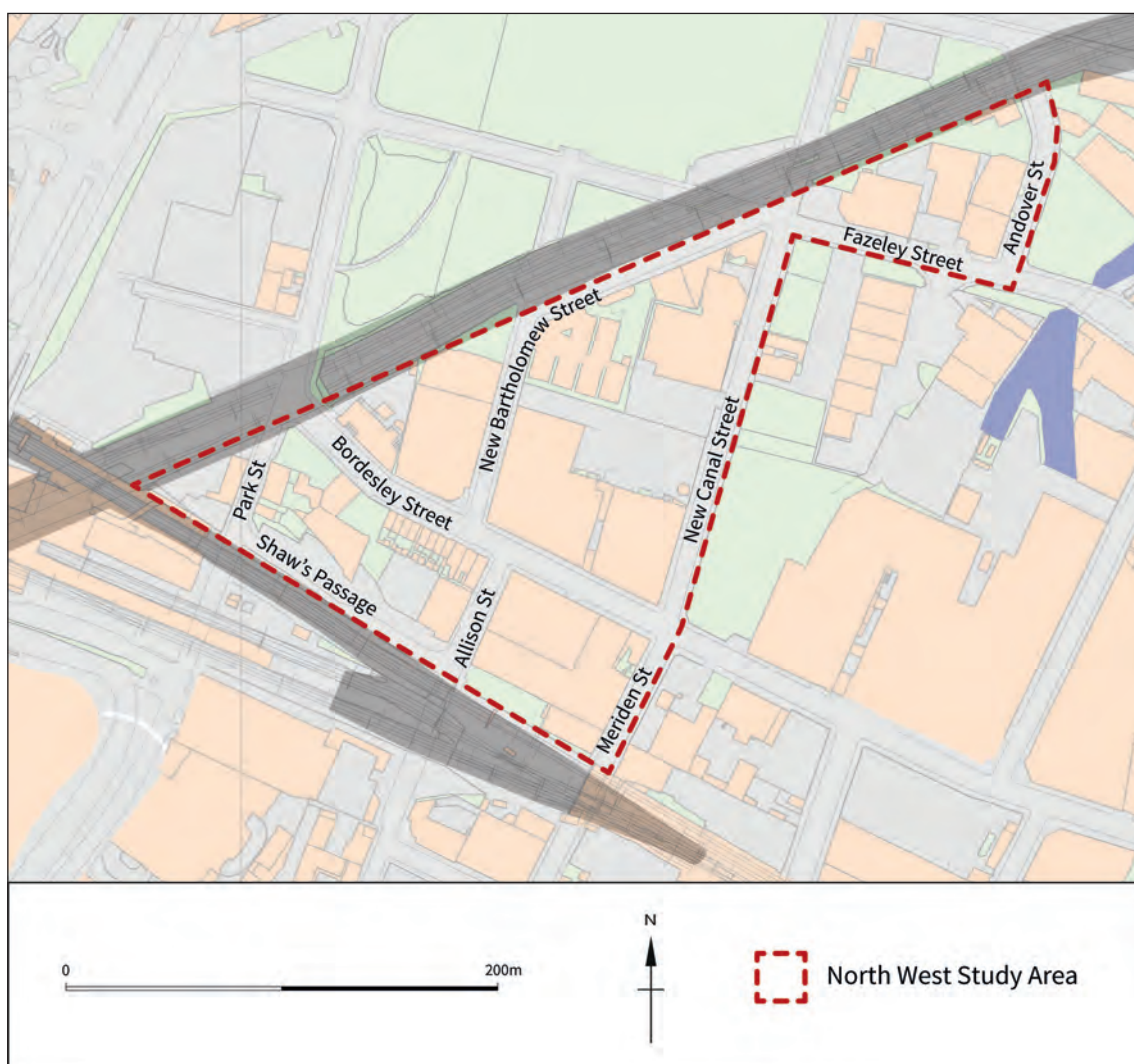 Andover St
Fazeley Street
New Bartholomew Street
New Canal Street
Bordesley Street
Park St
Shaw's Passage
Allison St
Meriden St
N
0
200m
North West Study Area